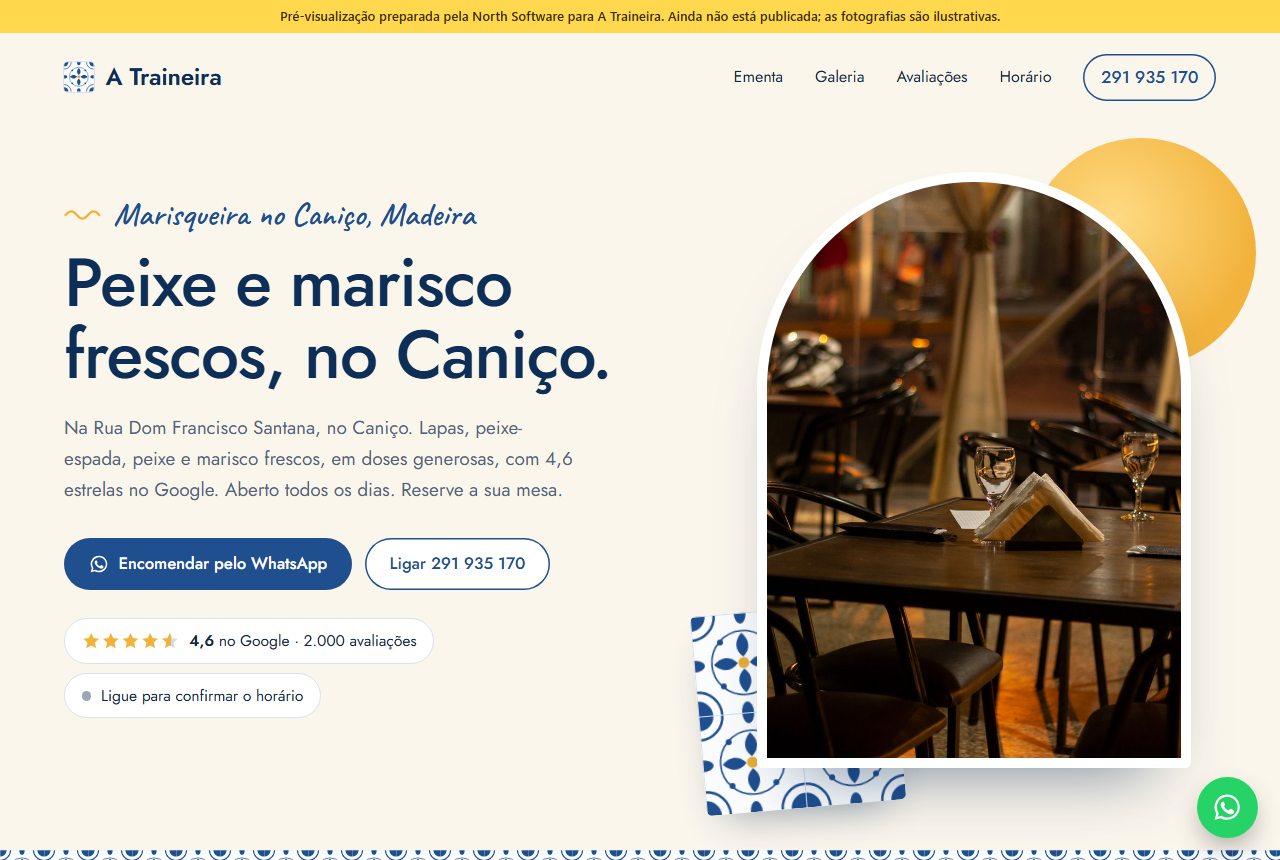 Pré-visualização preparada pela North Software para A Traineira. Ainda não está publicada; as fotografias são ilustrativas.
A Traineira
Ementa
Galeria
Avaliações
Horário
291 935 170
Marisqueira no Caniço, Madeira
Peixe e marisco
frescos, no Caniço.
Na Rua Dom Francisco Santana, no Caniço. Lapas, peixe-
espada, peixe e marisco frescos, em doses generosas, com 4,6
estrelas no Google. Aberto todos os dias. Reserve a sua mesa.
Encomendar pelo WhatsApp
Ligar 291 935 170
4,6 no Google · 2.000 avaliações
Ligue para confirmar o horário